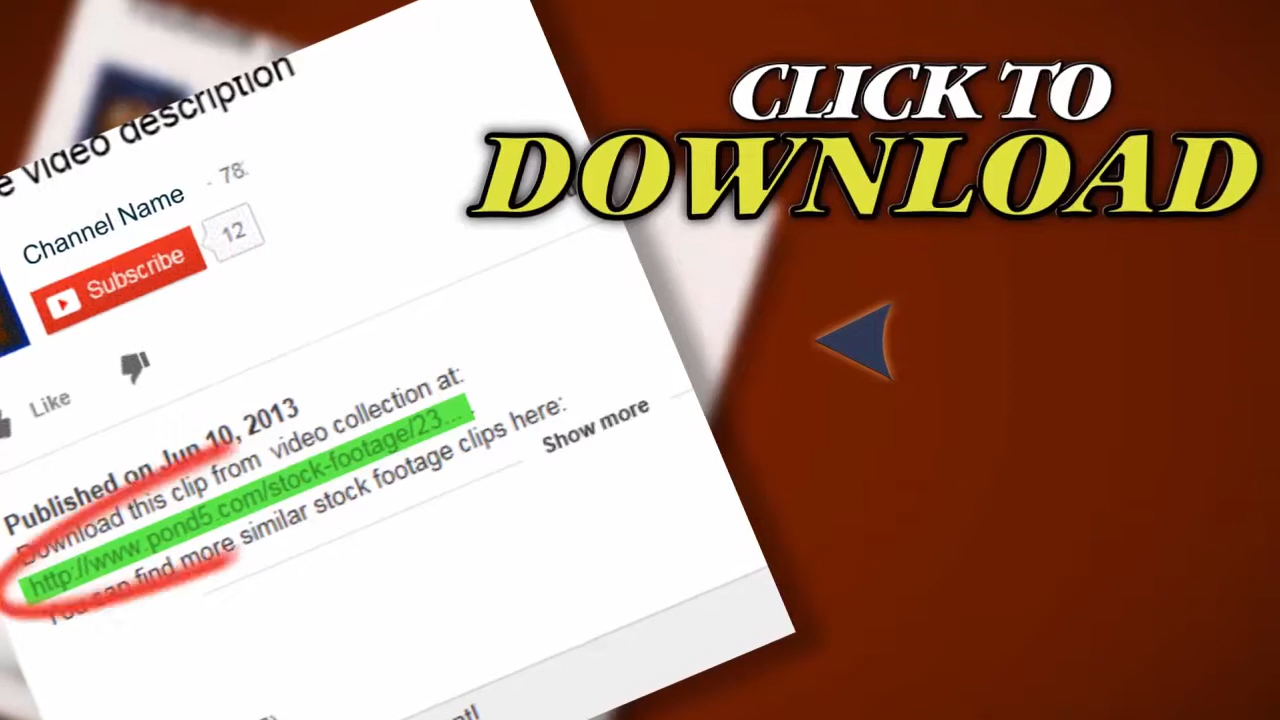 CLICK TO
DOWNLOAD
video description
Channel Name - 78
Subscribe 12
Like
Published on Jun 10, 2013
Download this clip from video collection at:
http://www.pond5.com/stock-footage/23...
You can find more similar stock footage clips here:
Show more